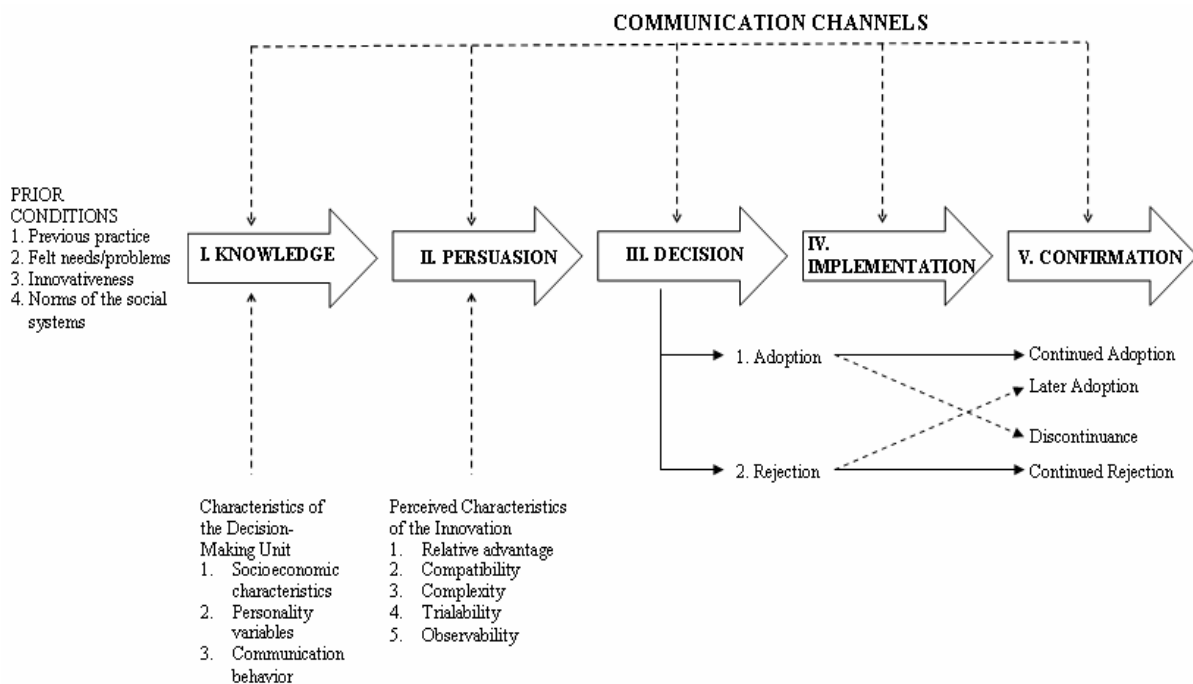 COMMUNICATION CHANNELS
PRIOR
CONDITIONS
1. Previous practice
2. Felt needs/problems
3. Innovativeness
4. Norms of the social
systems
I. KNOWLEDGE
II. PERSUASION
III. DECISION
IV.
IMPLEMENTATION
V. CONFIRMATION
1. Adoption
2. Rejection
Continued Adoption
Later Adoption
Discontinuance
Continued Rejection
Characteristics of
the Decision-
Making Unit
1. Socioeconomic
characteristics
2. Personality
variables
3. Communication
behavior
Perceived Characteristics
of the Innovation
1. Relative advantage
2. Compatibility
3. Complexity
4. Trialability
5. Observability